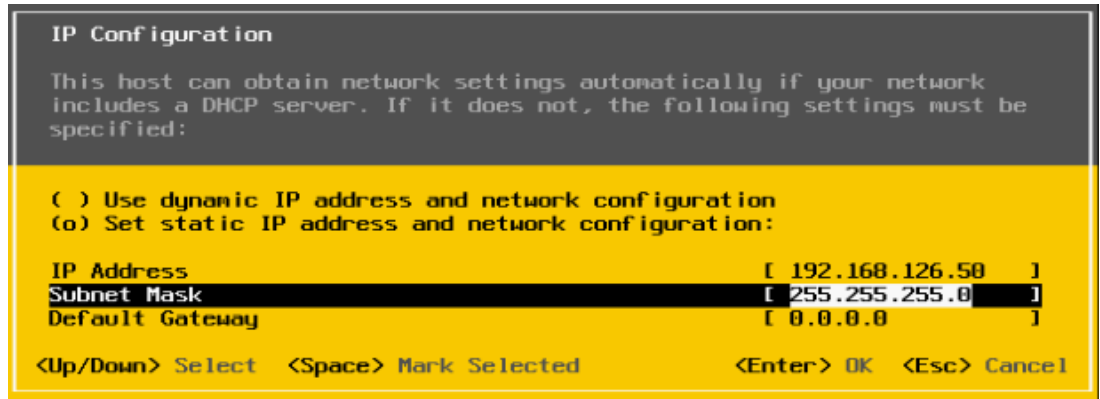 IP Configuration
This host can obtain network settings automatically if your network
includes a DHCP server. If it does not, the following settings must be
specified:
( ) Use dynamic IP address and network configuration
(o) Set static IP address and network configuration:
IP Address [ 192.168.126.50 ]
Subnet Mask [ 255.255.255.0 ]
Default Gateway [ 0.0.0.0 ]
<Up/Down> Select <Space> Mark Selected <Enter> OK <Esc> Cancel